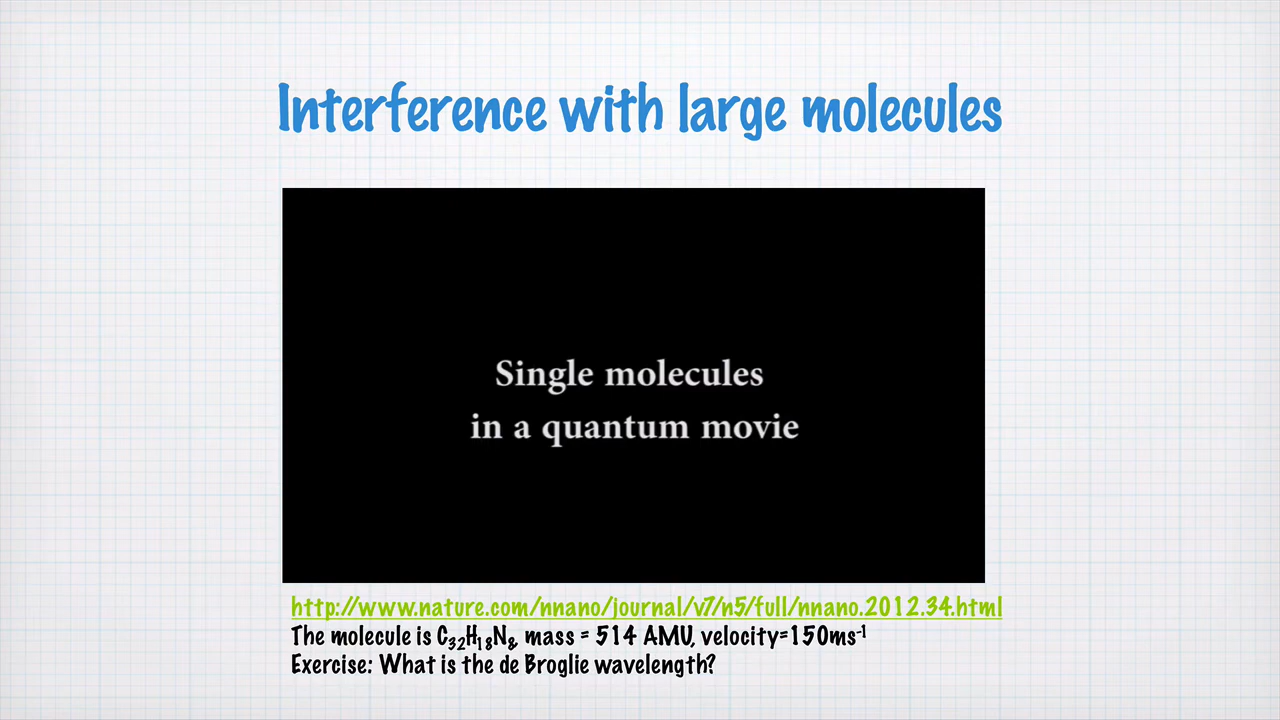 Interference with large molecules
Single molecules
in a quantum movie
http://www.nature.com/nnano/journal/v7/n5/full/nnano.2012.34.html
The molecule is C₃₂H₁₈N₈, mass = 514 AMU, velocity=150ms⁻¹
Exercise: What is the de Broglie wavelength?